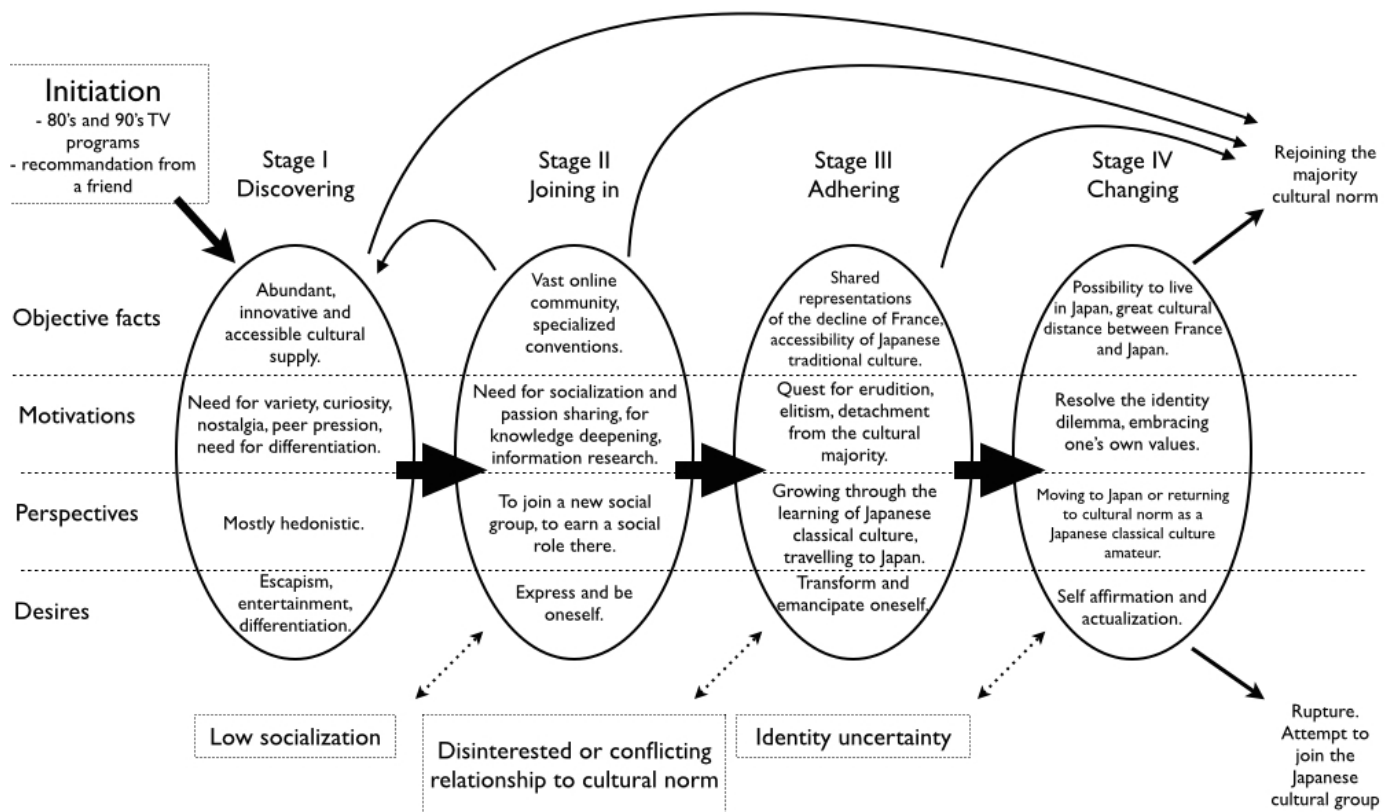 Initiation
- 80's and 90's TV
programs
- recommandation from
a friend
Stage I
Discovering
Stage II
Joining in
Stage III
Adhering
Stage IV
Changing
Rejoining the
majority
cultural norm
Objective facts
Abundant,
innovative and
accessible cultural
supply.
Vast online
community,
specialized
conventions.
Shared
representations
of the decline of France,
accessibility of Japanese
traditional culture.
Possibility to live
in Japan, great cultural
distance between France
and Japan.
Motivations
Need for variety, curiosity,
nostalgia, peer pression,
need for differentiation.
Need for socialization and
passion sharing, for
knowledge deepening,
information research.
Quest for erudition,
elitism, detachment
from the cultural
majority.
Resolve the identity
dilemma, embracing
one's own values.
Perspectives
Mostly hedonistic.
To join a new social
group, to earn a social
role there.
Growing through the
learning of Japanese
classical culture,
travelling to Japan.
Moving to Japan or returning
to cultural norm as a
Japanese classical culture
amateur.
Desires
Escapism,
entertainment,
differentiation.
Express and be
oneself.
Transform and
emancipate oneself.
Self affirmation and
actualization.
Low socialization
Disinterested or conflicting
relationship to cultural norm
Identity uncertainty
Rupture.
Attempt to
join the
Japanese
cultural group